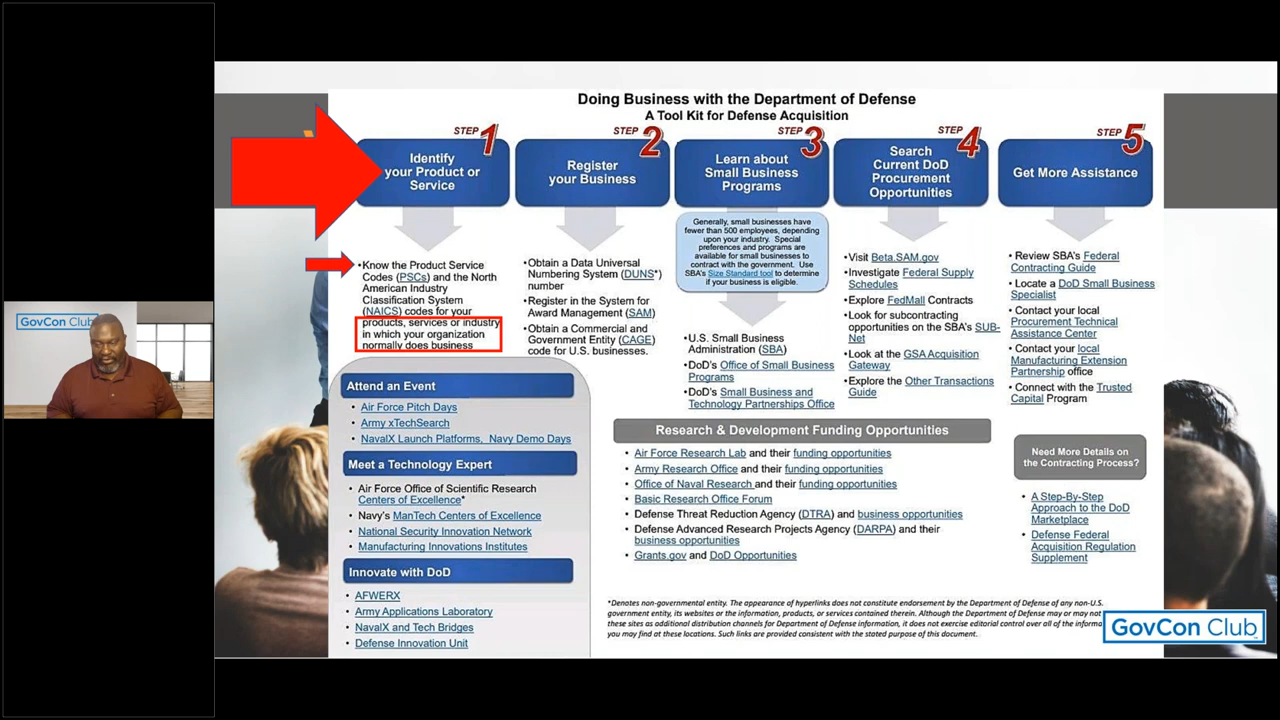 GovCon Club
Doing Business with the Department of Defense
A Tool Kit for Defense Acquisition
STEP 1
Identify
your Product or
Service
STEP 2
Register
your Business
STEP 3
Learn about
Small Business
Programs
STEP 4
Search
Current DoD
Procurement
Opportunities
STEP 5
Get More Assistance
•Know the Product Service
Codes (PSCs) and the North
American Industry
Classification System
(NAICS) codes for your
products, services or industry
in which your organization
normally does business
•Obtain a Data Universal
Numbering System (DUNS*)
number
•Register in the System for
Award Management (SAM)
•Obtain a Commercial and
Government Entity (CAGE)
code for U.S. businesses.
Generally, small businesses have
fewer than 500 employees, depending
upon your industry. Special
preferences and programs are
available for small businesses to
contract with the government. Use
SBA's Size Standard tool to determine
if your business is eligible.
•U.S. Small Business
Administration (SBA)
•DoD's Office of Small Business
Programs
•DoD's Small Business and
Technology Partnerships Office
•Visit Beta.SAM.gov
•Investigate Federal Supply
Schedules
•Explore FedMall Contracts
•Look for subcontracting
opportunities on the SBA's SUB-
Net
•Look at the GSA Acquisition
Gateway
•Explore the Other Transactions
Guide
•Review SBA's Federal
Contracting Guide
•Locate a DoD Small Business
Specialist
•Contact your local
Procurement Technical
Assistance Center
•Contact your local
Manufacturing Extension
Partnership office
•Connect with the Trusted
Capital Program
Attend an Event
• Air Force Pitch Days
• Army xTechSearch
• NavalX Launch Platforms, Navy Demo Days
Meet a Technology Expert
• Air Force Office of Scientific Research
Centers of Excellence*
• Navy's ManTech Centers of Excellence
• National Security Innovation Network
• Manufacturing Innovations Institutes
Innovate with DoD
• AFWERX
• Army Applications Laboratory
• NavalX and Tech Bridges
• Defense Innovation Unit
Research & Development Funding Opportunities
• Air Force Research Lab and their funding opportunities
• Army Research Office and their funding opportunities
• Office of Naval Research and their funding opportunities
• Basic Research Office Forum
• Defense Threat Reduction Agency (DTRA) and business opportunities
• Defense Advanced Research Projects Agency (DARPA) and their
business opportunities
• Grants.gov and DoD Opportunities
Need More Details on
the Contracting Process?
• A Step-By-Step
Approach to the DoD
Marketplace
• Defense Federal
Acquisition Regulation
Supplement
*Denotes non-governmental entity. The appearance of hyperlinks does not constitute endorsement by the Department of Defense of any non-U.S.
government entity, its websites or the information, products, or services contained therein. Although the Department of Defense may or may not
these sites as additional distribution channels for Department of Defense information, it does not exercise editorial control over all of the informa
you may find at these locations. Such links are provided consistent with the stated purpose of this document.
GovCon Club